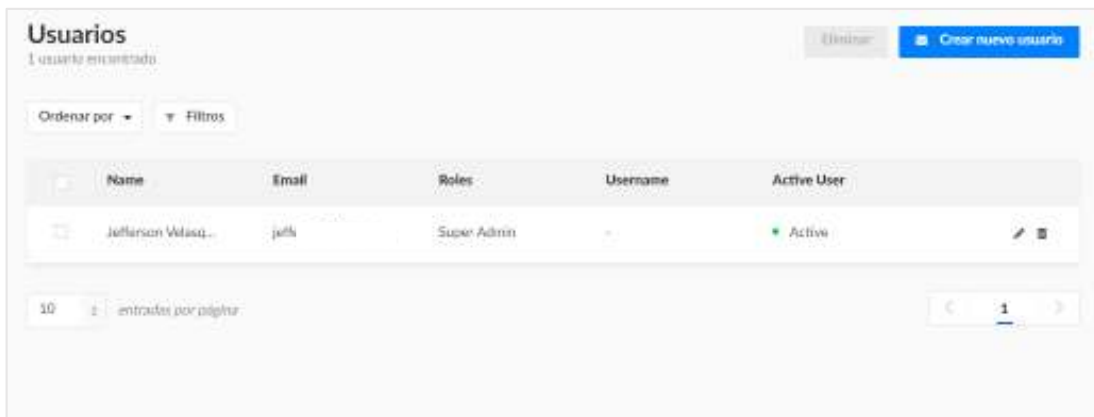 Usuarios
1 usuario encontrado
Eliminar
Crear nuevo usuario
Ordenar por
Filtros
Name Email Roles Username Active User
Jefferson Velasq... jeff Super Admin - Active
10 entradas por página
1